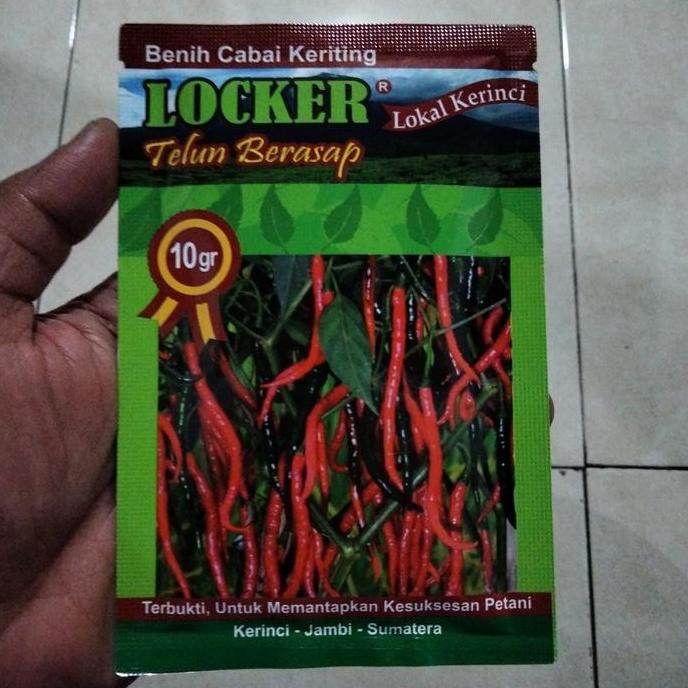 Benih Cabai Keriting
LOCKER ®
Lokal Kerinci
Telun Berasap
10gr
Terbukti, Untuk Memantapkan Kesuksesan Petani
Kerinci - Jambi - Sumatera